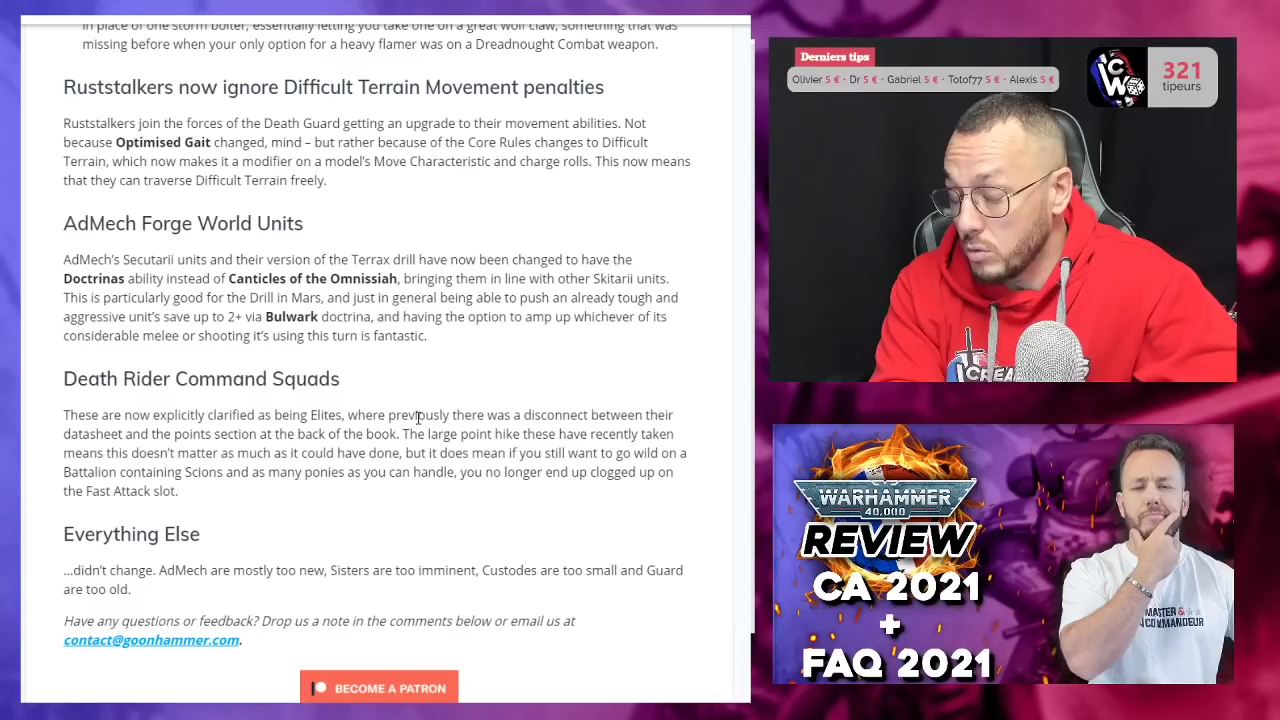 in place of one storm bolter, essentially letting you take one on a great wolf claw, something that was
missing before when your only option for a heavy flamer was on a Dreadnought Combat weapon.
Ruststalkers now ignore Difficult Terrain Movement penalties
Ruststalkers join the forces of the Death Guard getting an upgrade to their movement abilities. Not
because Optimised Gait changed, mind – but rather because of the Core Rules changes to Difficult
Terrain, which now makes it a modifier on a model's Move Characteristic and charge rolls. This now means
that they can traverse Difficult Terrain freely.
AdMech Forge World Units
AdMech's Secutarii units and their version of the Terrax drill have now been changed to have the
Doctrinas ability instead of Canticles of the Omnissiah, bringing them in line with other Skitarii units.
This is particularly good for the Drill in Mars, and just in general being able to push an already tough and
aggressive unit's save up to 2+ via Bulwark doctrina, and having the option to amp up whichever of its
considerable melee or shooting it's using this turn is fantastic.
Death Rider Command Squads
These are now explicitly clarified as being Elites, where previously there was a disconnect between their
datasheet and the points section at the back of the book. The large point hike these have recently taken
means this doesn't matter as much as it could have done, but it does mean if you still want to go wild on a
Battalion containing Scions and as many ponies as you can handle, you no longer end up clogged up on
the Fast Attack slot.
Everything Else
...didn't change. AdMech are mostly too new, Sisters are too imminent, Custodes are too small and Guard
are too old.
Have any questions or feedback? Drop us a note in the comments below or email us at
contact@goonhammer.com.
BECOME A PATRON
Derniers tips
Olivier 5 € · Dr 5 € · Gabriel 5 € · Totof77 5 € · Alexis 5 €
ICW
321
tipeurs
WARHAMMER
40,000
REVIEW
CA 2021
+
FAQ 2021
MASTER &
COMMANDEUR